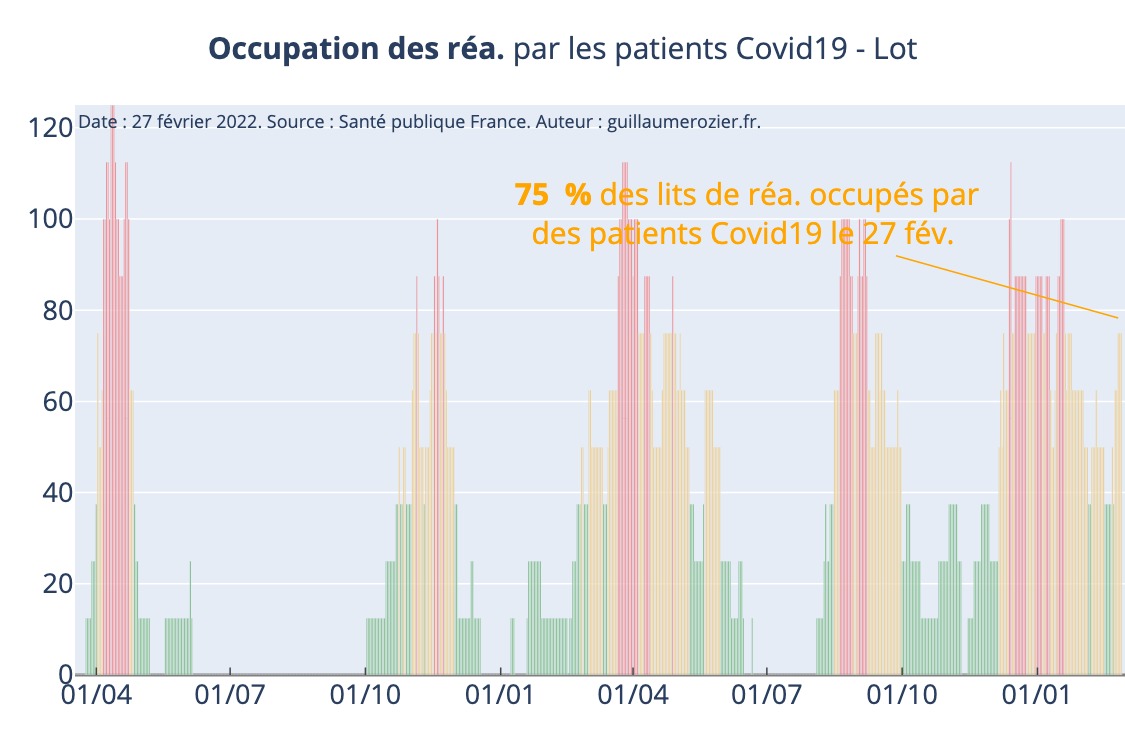 Occupation des réa. par les patients Covid19 - Lot
120
Date : 27 février 2022. Source : Santé publique France. Auteur : guillaumerozier.fr.
75  % des lits de réa. occupés par
des patients Covid19 le 27 fév.
100
80
60
40
20
0
01/04 01/07 01/10 01/01 01/04 01/07 01/10 01/01